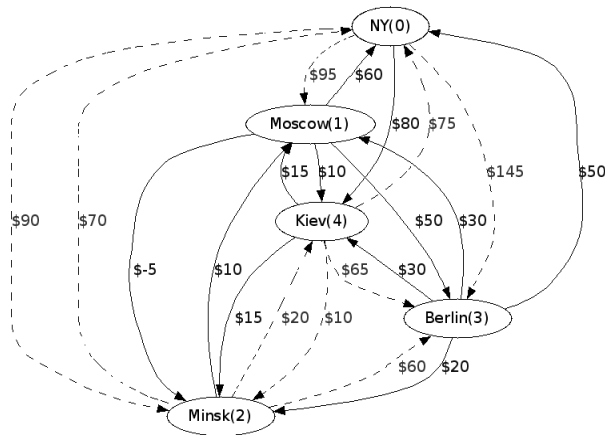 NY(0)
$95 $60
Moscow(1) $80 $75
$15 $10 $145
$90 $70 $50 $30 $50
Kiev(4)
$-5 $10 $65 $30
$15 $20 $10 Berlin(3)
$60 $20
Minsk(2)